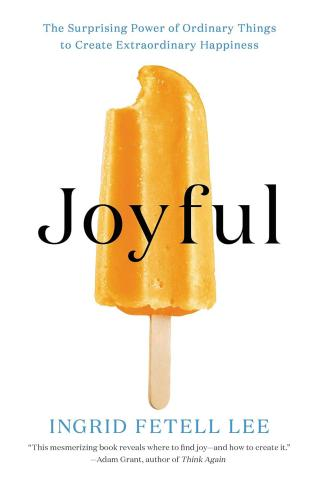 The Surprising Power of Ordinary Things
to Create Extraordinary Happiness
Joyful
INGRID FETELL LEE
“This mesmerizing book reveals where to find joy—and how to create it.”
—Adam Grant, author of Think Again